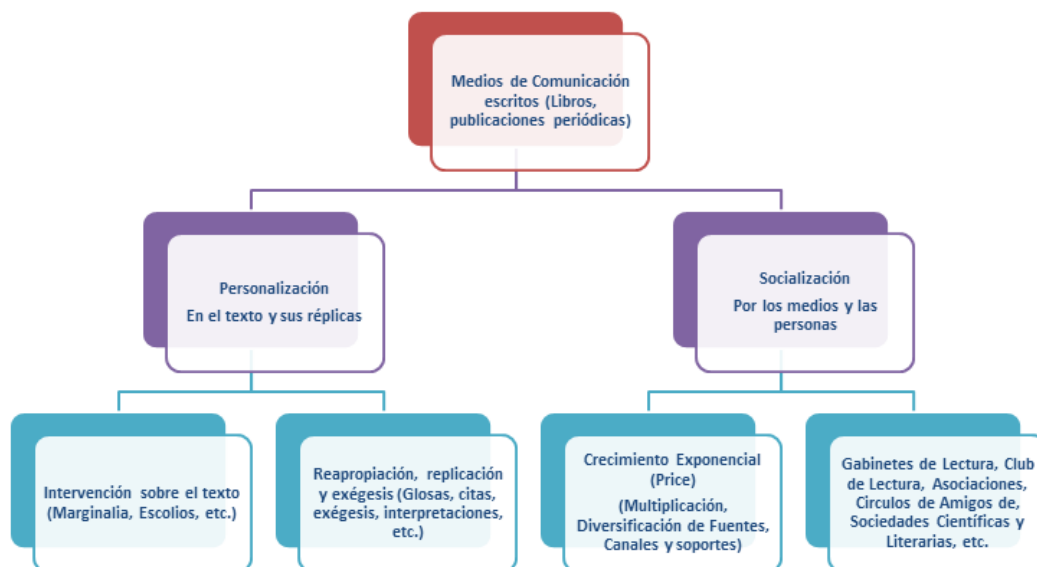 Medios de Comunicación
escritos (Libros,
publicaciones periódicas)
Personalización
En el texto y sus réplicas
Socialización
Por los medios y las
personas
Intervención sobre el texto
(Marginalia, Escolios, etc.)
Reapropiación, replicación
y exégesis (Glosas, citas,
exégesis, interpretaciones,
etc.)
Crecimiento Exponencial
(Price)
(Multiplicación,
Diversificación de Fuentes,
Canales y soportes)
Gabinetes de Lectura, Club
de Lectura, Asociaciones,
Circulos de Amigos de,
Sociedades Científicas y
Literarias, etc.